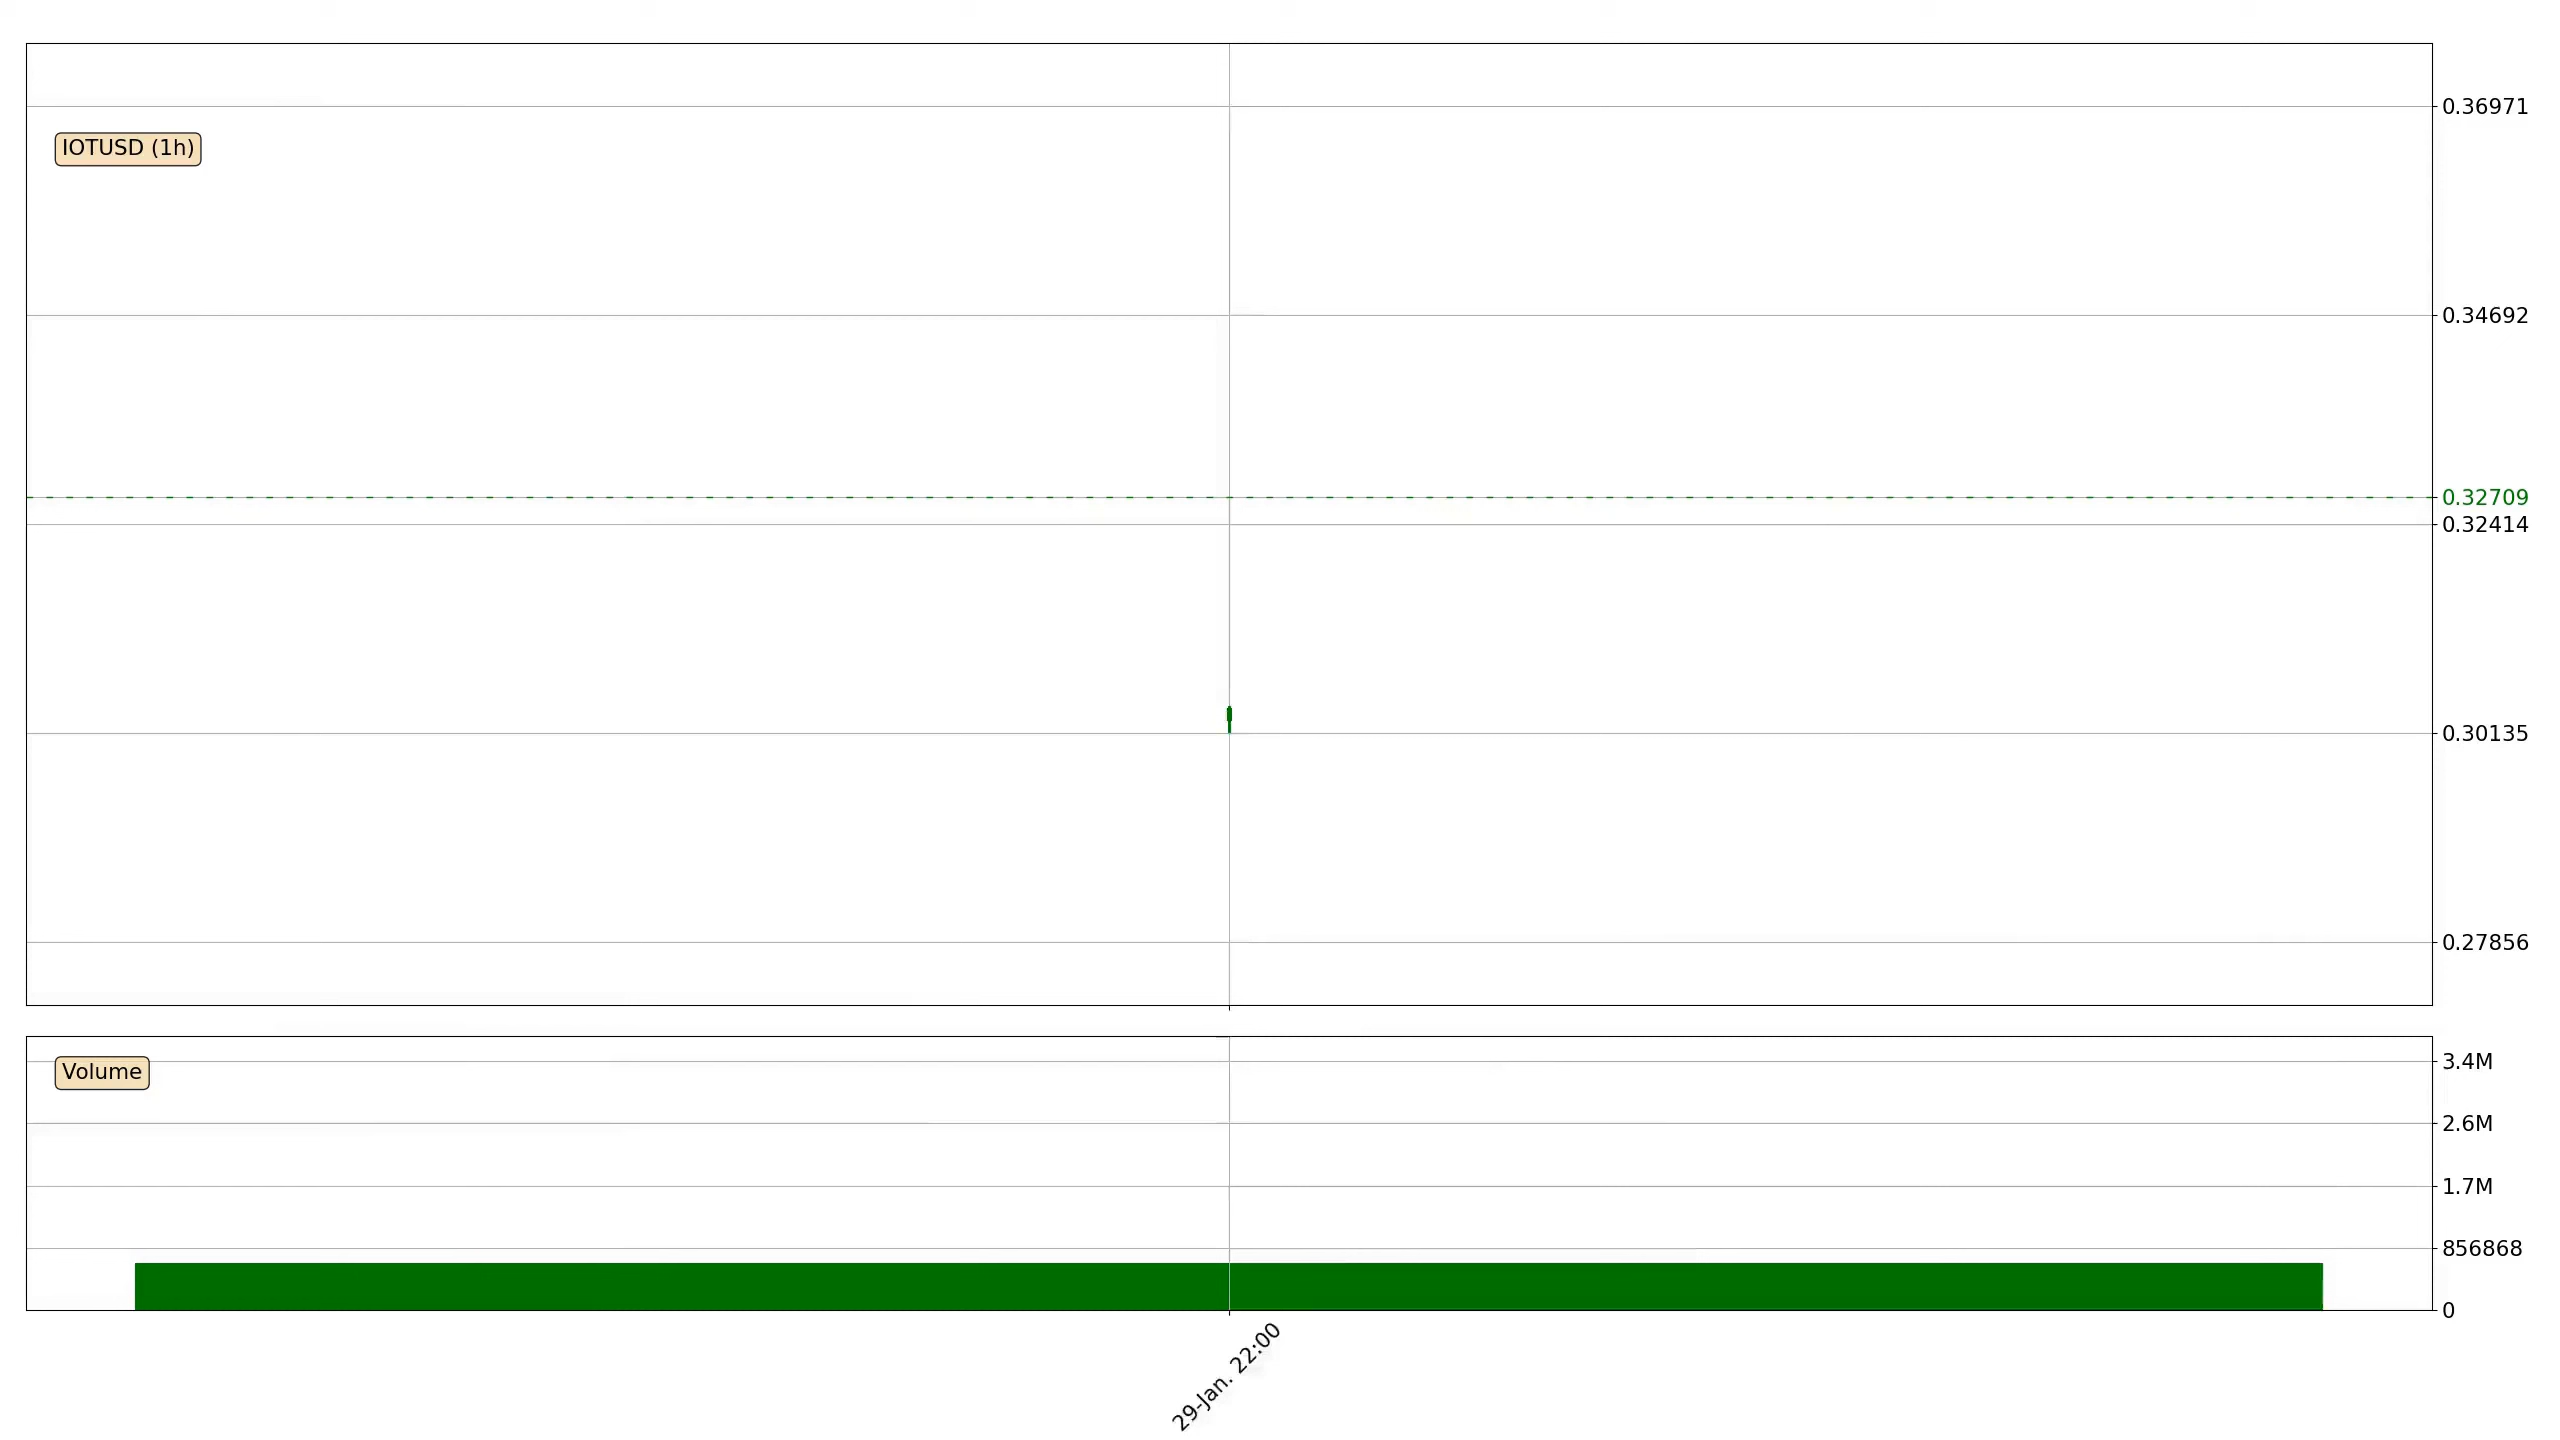 0.36971
IOTUSD (1h)
0.34692
0.32709
0.32414
0.30135
0.27856
3.4M
Volume
2.6M
1.7M
856868
0
29-Jan. 22:00